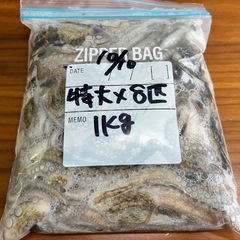 ZIPPER BAG
10/10
DATE / /
特大×8匹
MEMO 1Kg